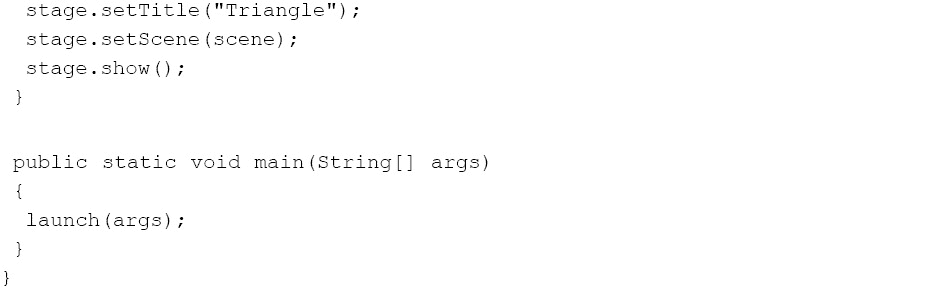 stage.setTitle("Triangle");
stage.setScene(scene);
stage.show();
}
public static void main(String[] args)
{
launch(args);
}
}